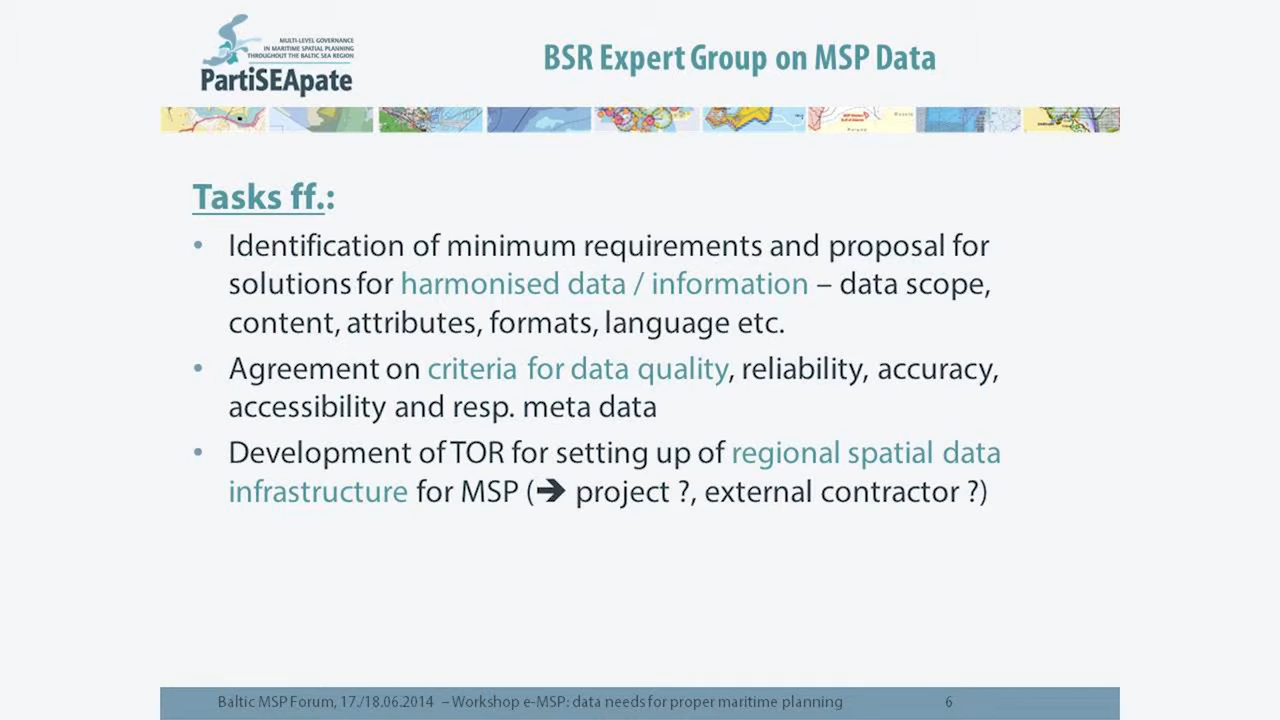 MULTI-LEVEL GOVERNANCE
IN MARITIME SPATIAL PLANNING
THROUGHOUT THE BALTIC SEA REGION
PartiSEApate
BSR Expert Group on MSP Data
Tasks ff.:
• Identification of minimum requirements and proposal for
solutions for harmonised data / information – data scope,
content, attributes, formats, language etc.
• Agreement on criteria for data quality, reliability, accuracy,
accessibility and resp. meta data
• Development of TOR for setting up of regional spatial data
infrastructure for MSP (➔ project ?, external contractor ?)
Baltic MSP Forum, 17./18.06.2014 – Workshop e-MSP: data needs for proper maritime planning 6